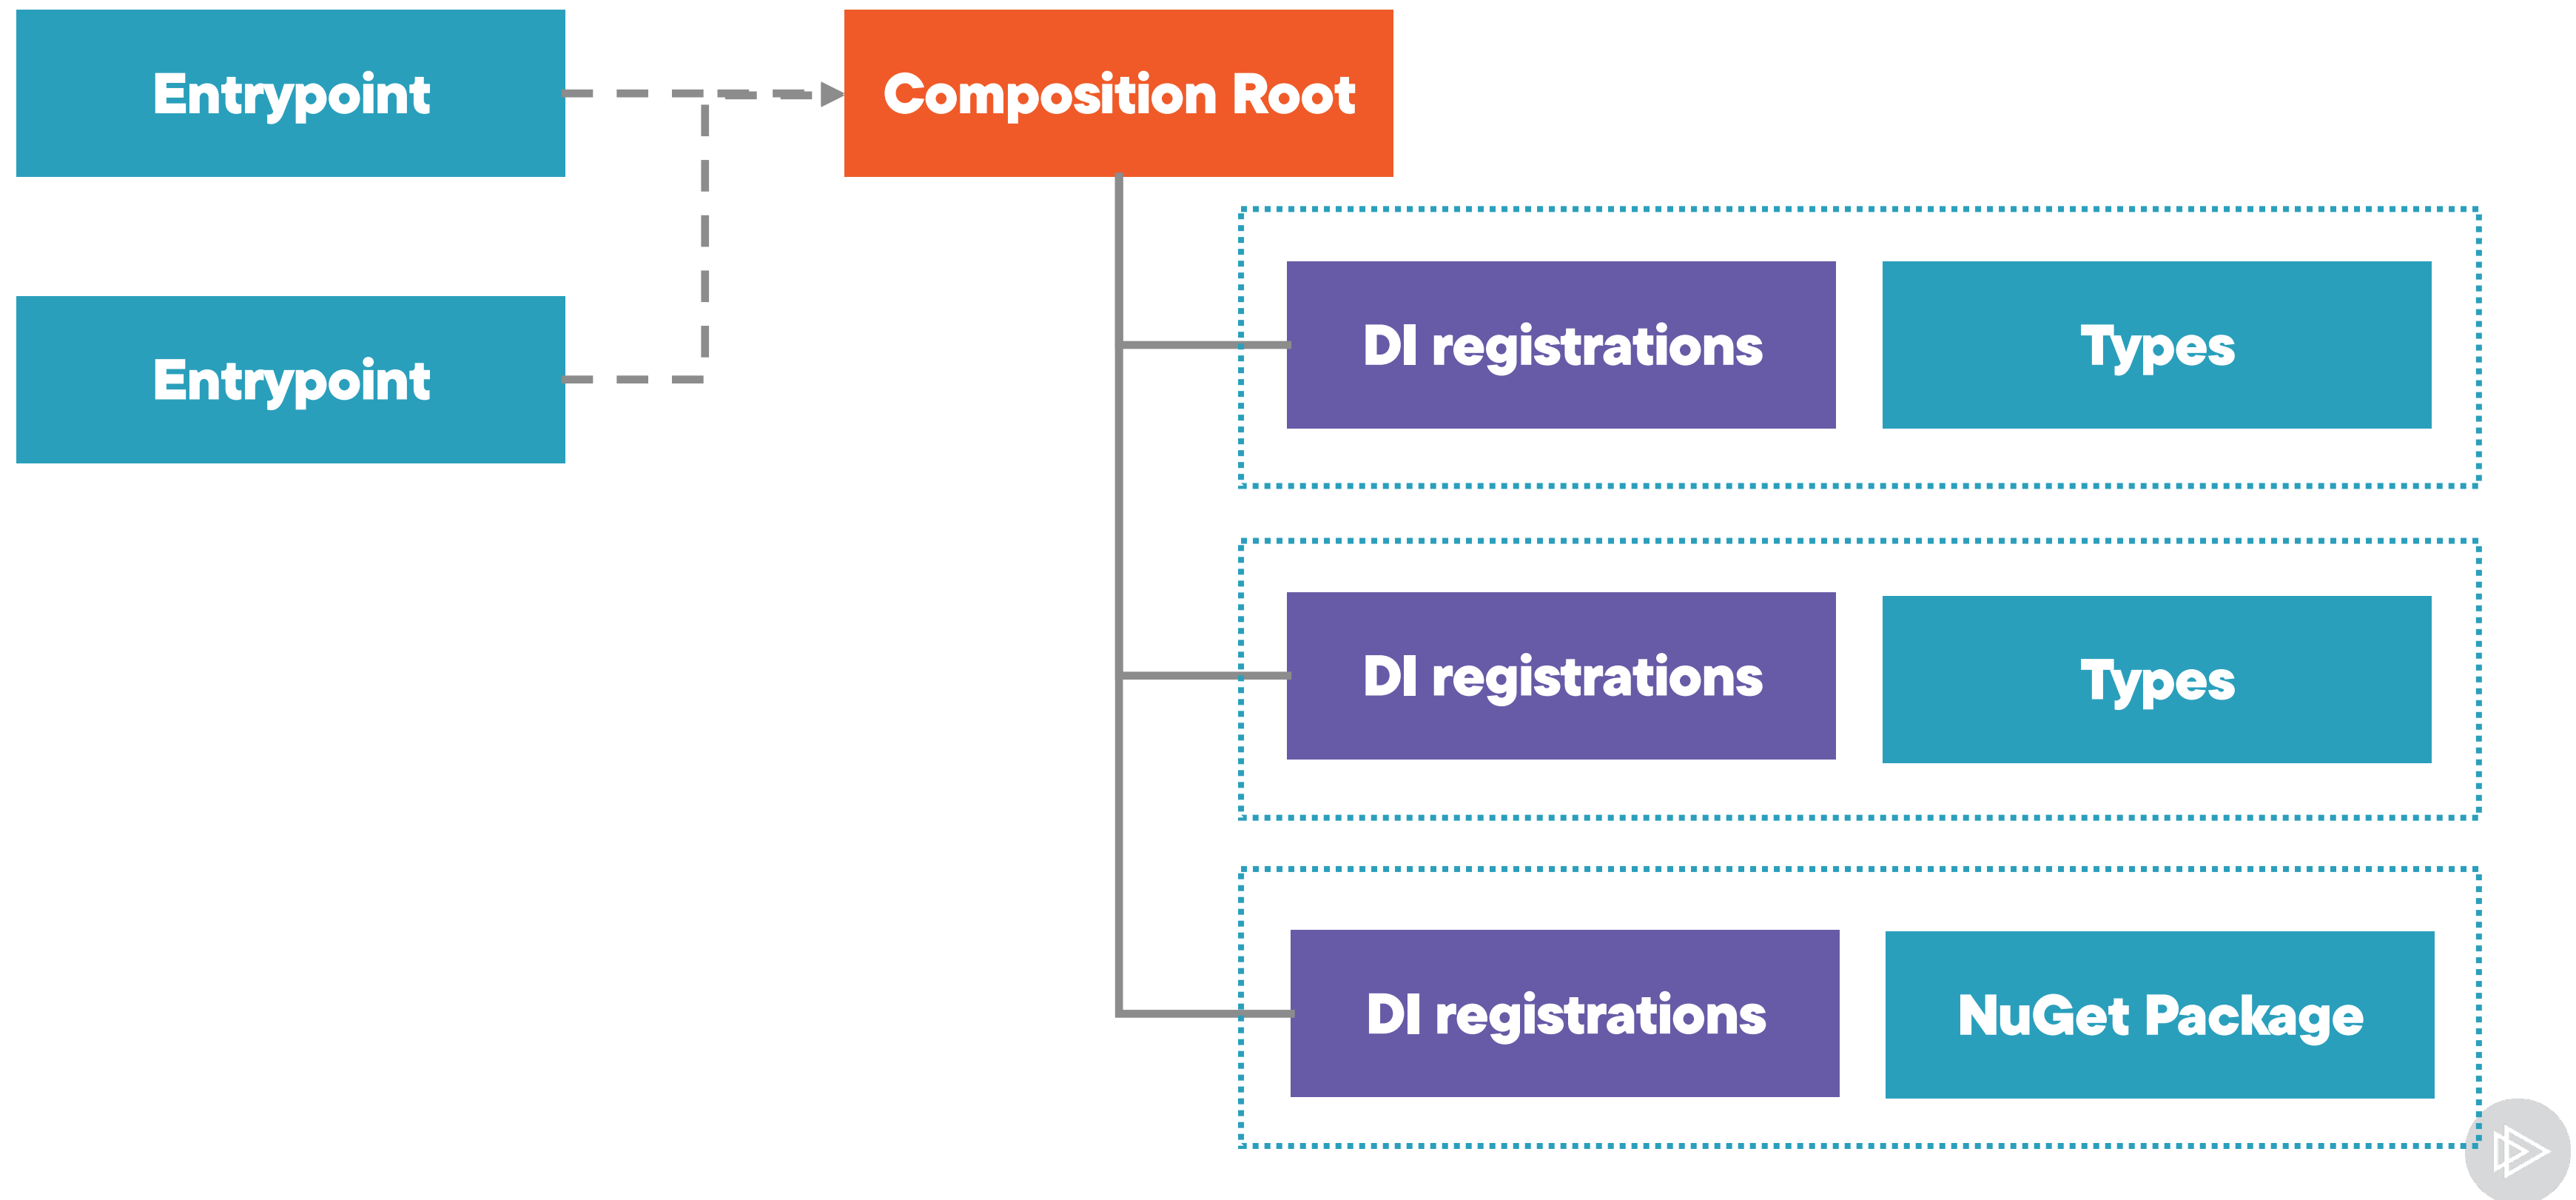 Entrypoint
Composition Root
Entrypoint
DI registrations
Types
DI registrations
Types
DI registrations
NuGet Package